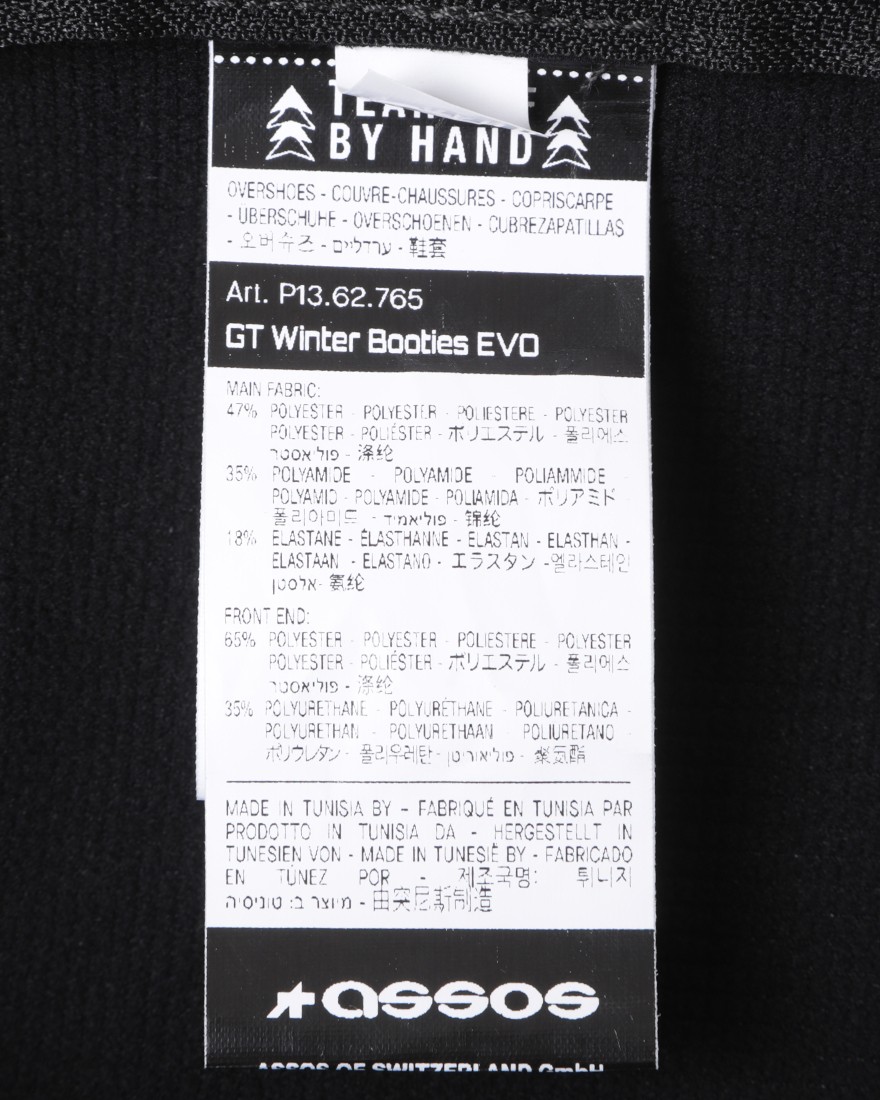 BY HAND
OVERSHOES - COUVRE-CHAUSSURES - COPRISCARPE
- ÜBERSCHUHE - OVERSCHOENEN - CUBREZAPATILLAS
- 오버슈즈 - ערדליים - 鞋套
Art. P13.62.765
GT Winter Booties EVO
MAIN FABRIC:
47% POLYESTER - POLYESTER - POLIESTERE - POLYESTER
POLYESTER - POLIÉSTER - ポリエステル - 폴리에스
פוליאסטר - 涤纶
35% POLYAMIDE - POLYAMIDE - POLIAMMIDE -
POLYAMID - POLYAMIDE - POLIAMIDA - ポリアミド -
폴리아미드 - פוליאמיד - 锦纶
18% ELASTANE - ÉLASTHANNE - ELASTAN - ELASTHAN -
ELASTAAN - ELASTANO - エラスタン -엘라스테인
אלסטן- 氨纶
FRONT END:
65% POLYESTER - POLYESTER - POLIESTERE - POLYESTER
POLYESTER - POLIÉSTER - ポリエステル - 폴리에스
פוליאסטר - 涤纶
35% POLYURETHANE - POLYURÉTHANE - POLIURETANICA -
POLYURETHAN - POLYURETHAAN - POLIURETANO -
ポリウレタン - 폴리우레탄- פוליאוריטן - 聚氨酯
MADE IN TUNISIA BY - FABRIQUÉ EN TUNISIA PAR
PRODOTTO IN TUNISIA DA - HERGESTELLT IN
TUNESIEN VON - MADE IN TUNESIË BY - FABRICADO
EN TÚNEZ POR - 제조국명: 튀니지
מיוצר ב: טוניסיה - 由突尼斯制造
assos
ASSOS OF SWITZERLAND GmbH